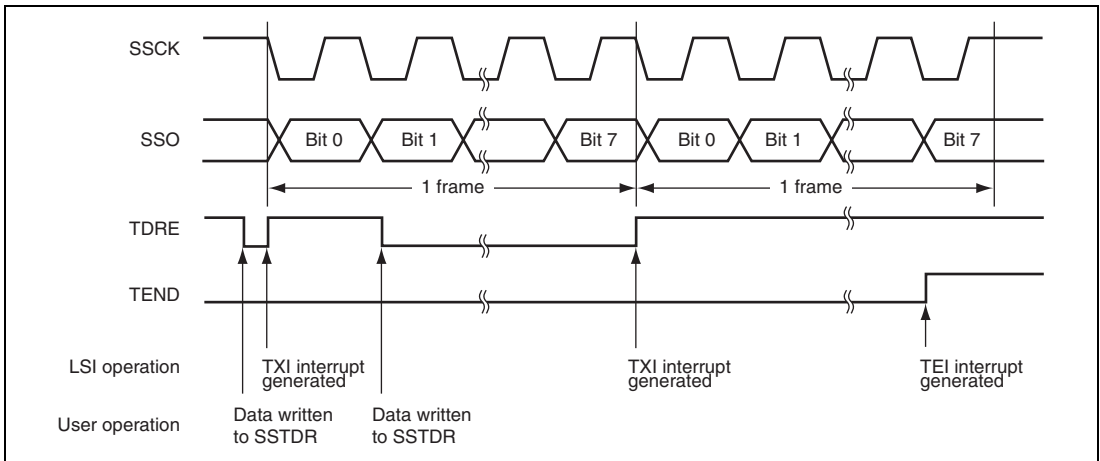 SSCK
SSO
Bit 0
Bit 1
Bit 7
Bit 0
Bit 1
Bit 7
1 frame
1 frame
TDRE
TEND
LSI operation
TXI interrupt
generated
TXI interrupt
generated
TEI interrupt
generated
User operation
Data written
to SSTDR
Data written
to SSTDR